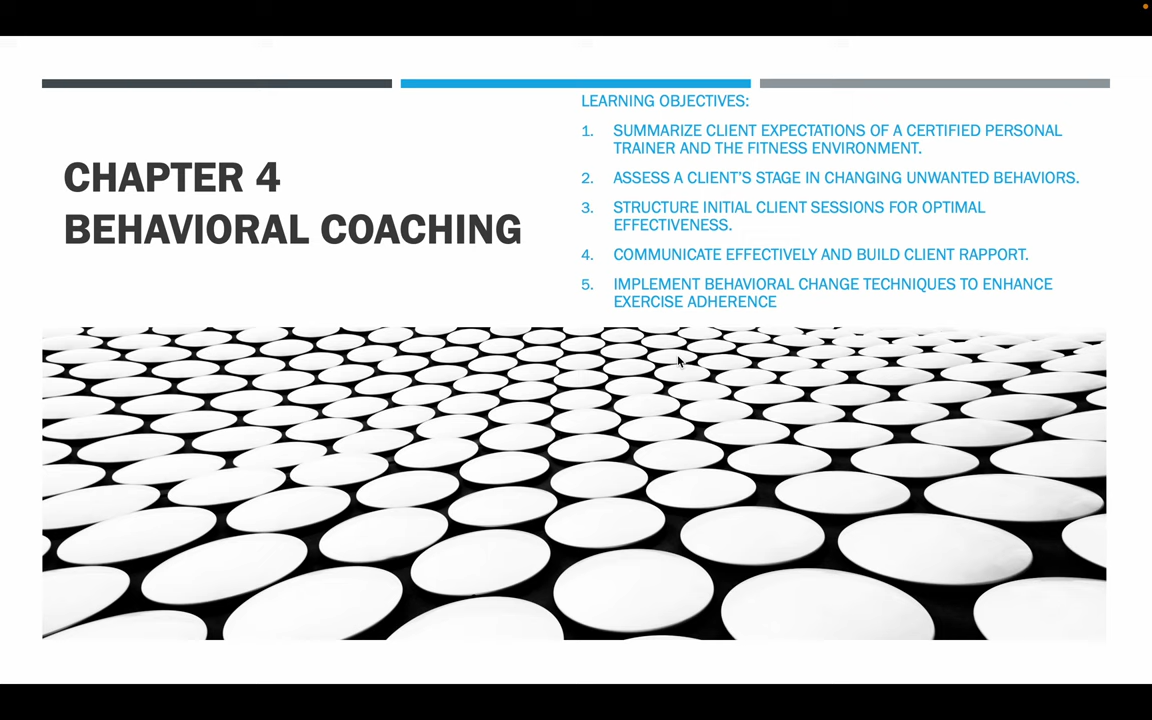 CHAPTER 4
BEHAVIORAL COACHING
LEARNING OBJECTIVES:
1. SUMMARIZE CLIENT EXPECTATIONS OF A CERTIFIED PERSONAL
TRAINER AND THE FITNESS ENVIRONMENT.
2. ASSESS A CLIENT'S STAGE IN CHANGING UNWANTED BEHAVIORS.
3. STRUCTURE INITIAL CLIENT SESSIONS FOR OPTIMAL
EFFECTIVENESS.
4. COMMUNICATE EFFECTIVELY AND BUILD CLIENT RAPPORT.
5. IMPLEMENT BEHAVIORAL CHANGE TECHNIQUES TO ENHANCE
EXERCISE ADHERENCE